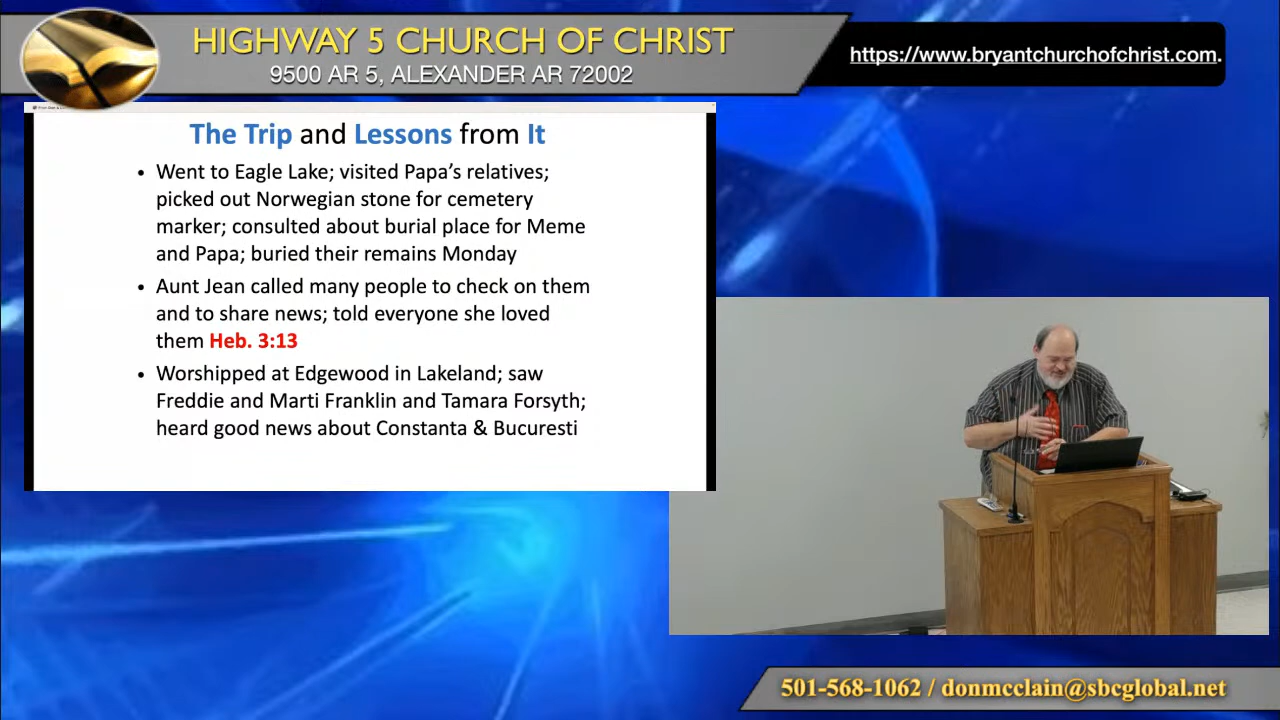 HIGHWAY 5 CHURCH OF CHRIST
9500 AR 5, ALEXANDER AR 72002
https://www.bryantchurchofchrist.com.
The Trip and Lessons from It
• Went to Eagle Lake; visited Papa's relatives;
picked out Norwegian stone for cemetery
marker; consulted about burial place for Meme
and Papa; buried their remains Monday
• Aunt Jean called many people to check on them
and to share news; told everyone she loved
them Heb. 3:13
• Worshipped at Edgewood in Lakeland; saw
Freddie and Marti Franklin and Tamara Forsyth;
heard good news about Constanta & Bucuresti
501-568-1062 / donmcclain@sbcglobal.net